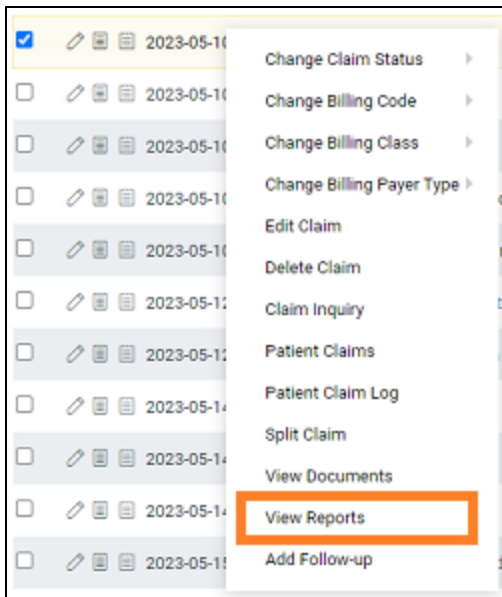 2023-05-10
Change Claim Status
2023-05-10
Change Billing Code
2023-05-10
Change Billing Class
2023-05-10
Change Billing Payer Type
2023-05-10
Edit Claim
Delete Claim
2023-05-12
Claim Inquiry
2023-05-12
Patient Claims
2023-05-14
Patient Claim Log
Split Claim
2023-05-14
View Documents
2023-05-14
View Reports
2023-05-15
Add Follow-up